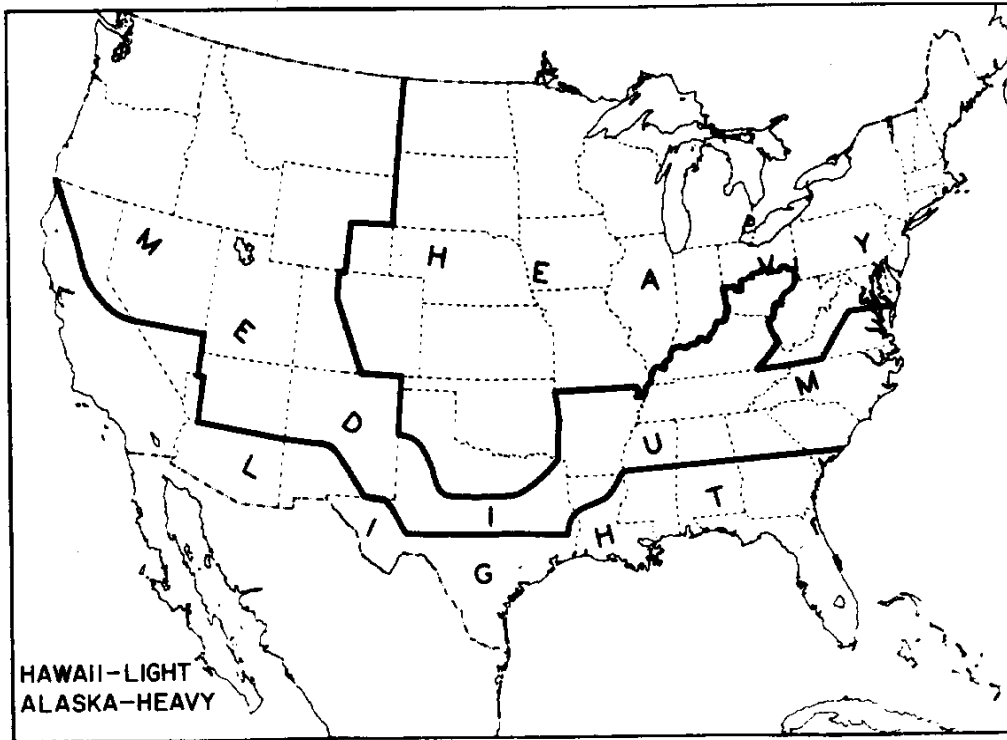 H E A V Y
M E D I U M
L I G H T
HAWAII-LIGHT
ALASKA-HEAVY